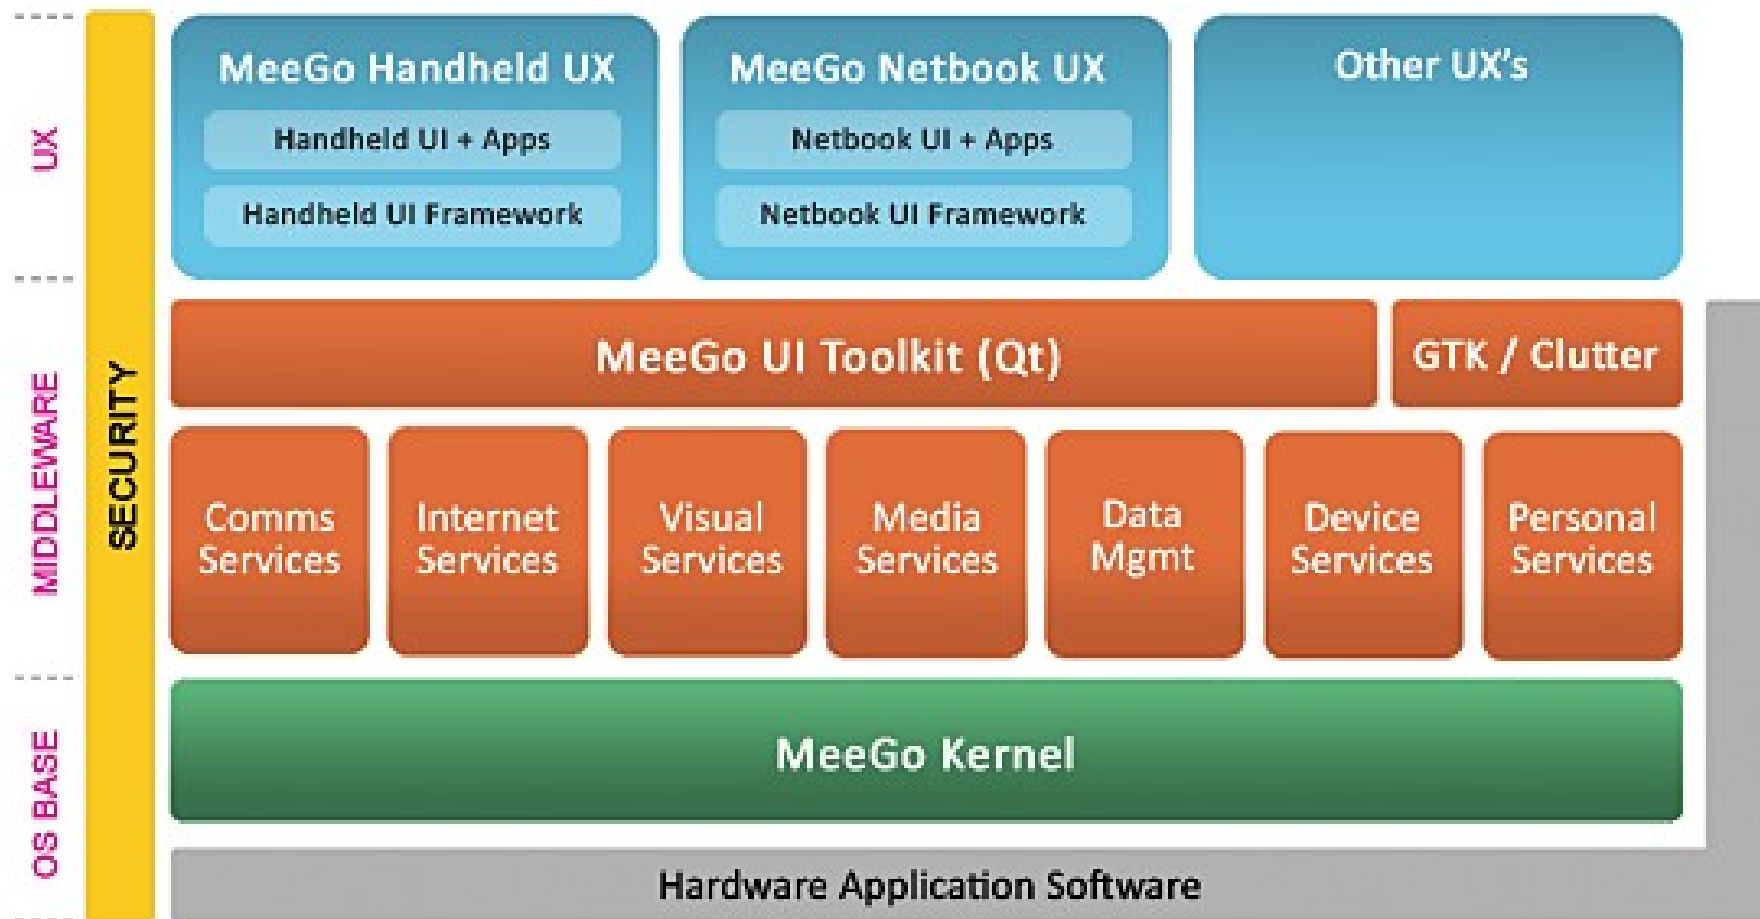 UX
MIDDLEWARE
OS BASE
SECURITY
MeeGo Handheld UX
Handheld UI + Apps
Handheld UI Framework
MeeGo Netbook UX
Netbook UI + Apps
Netbook UI Framework
Other UX's
MeeGo UI Toolkit (Qt)
GTK / Clutter
Comms
Services
Internet
Services
Visual
Services
Media
Services
Data
Mgmt
Device
Services
Personal
Services
MeeGo Kernel
Hardware Application Software